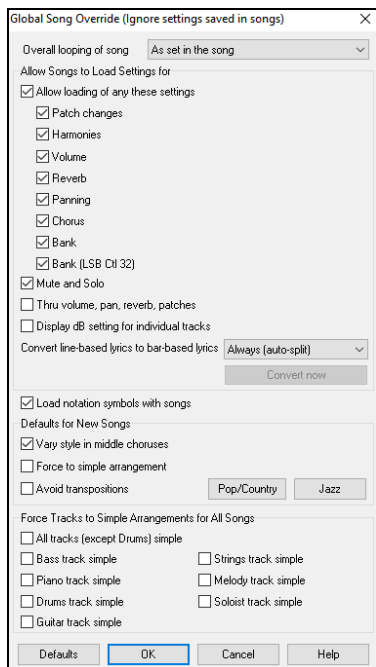 Global Song Override (Ignore settings saved in songs)
Overall looping of song As set in the song
Allow Songs to Load Settings for
Allow loading of any these settings
Patch changes
Harmonies
Volume
Reverb
Panning
Chorus
Bank
Bank (LSB Ctl 32)
Mute and Solo
Thru volume, pan, reverb, patches
Display dB setting for individual tracks
Convert line-based lyrics to bar-based lyrics Always (auto-split)
Convert now
Load notation symbols with songs
Defaults for New Songs
Vary style in middle choruses
Force to simple arrangement
Avoid transpositions Pop/Country Jazz
Force Tracks to Simple Arrangements for All Songs
All tracks (except Drums) simple
Bass track simple Strings track simple
Piano track simple Melody track simple
Drums track simple Soloist track simple
Guitar track simple
Defaults OK Cancel Help